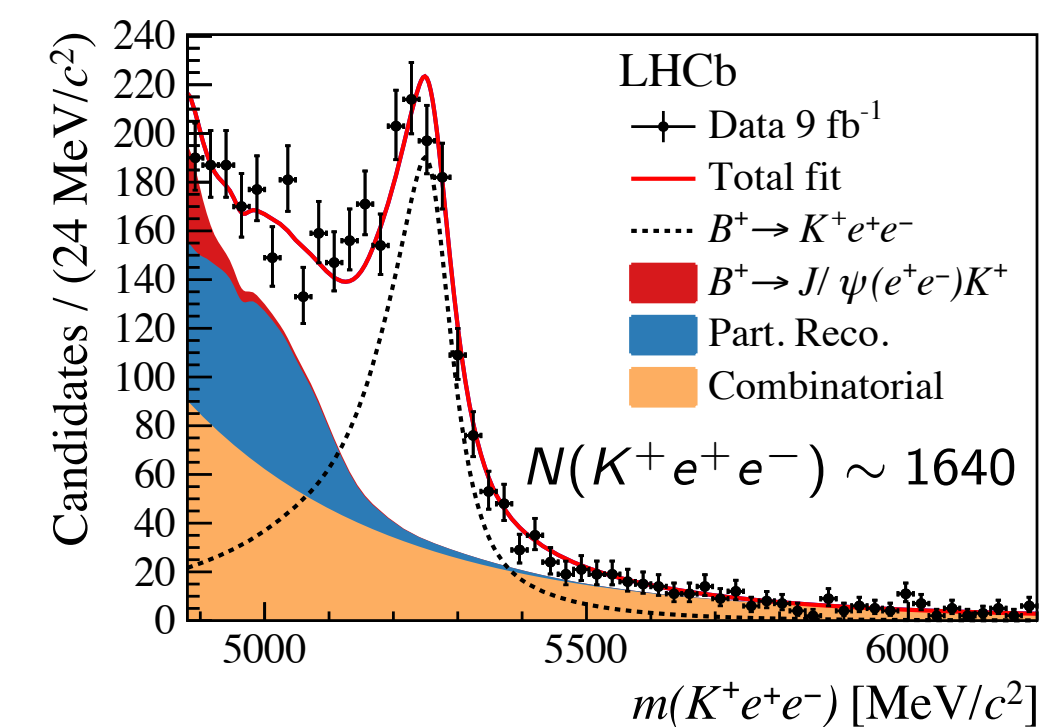 Candidates / (24 MeV/c²)
240
220
200
180
160
140
120
100
80
60
40
20
0
LHCb
Data 9 fb⁻¹
Total fit
B⁺→ K⁺e⁺e⁻
B⁺→ J/ ψ(e⁺e⁻)K⁺
Part. Reco.
Combinatorial
N(K⁺e⁺e⁻) ∼ 1640
5000 5500 6000
m(K⁺e⁺e⁻) [MeV/c²]